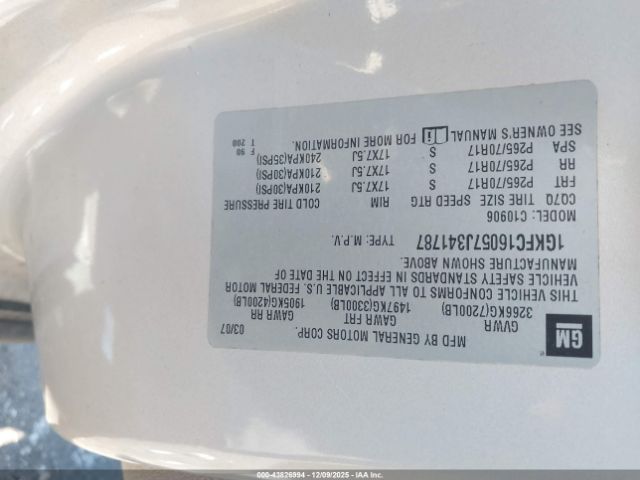 GM
MFD BY GENERAL MOTORS CORP.
03/07
GVWR GAWR FRT GAWR RR
3266KG(7200LB) 1497KG(3300LB) 1905KG(4200LB)
THIS VEHICLE CONFORMS TO ALL APPLICABLE U.S. FEDERAL MOTOR
VEHICLE SAFETY STANDARDS IN EFFECT ON THE DATE OF
MANUFACTURE SHOWN ABOVE.
1GKFC16057J341787 TYPE: M.P.V.
MODEL: C10906
CQ70 TIRE SIZE SPEED RTG RIM COLD TIRE PRESSURE
FRT P265/70R17 S 17X7.5J 210KPA(30PSI)
RR P265/70R17 S 17X7.5J 210KPA(30PSI)
SPA P265/70R17 S 17X7.5J 240KPA(35PSI)
SEE OWNER'S MANUAL FOR MORE INFORMATION.
F 90
T 200
000-43826994 | 12/09/2025 | IAA Inc.